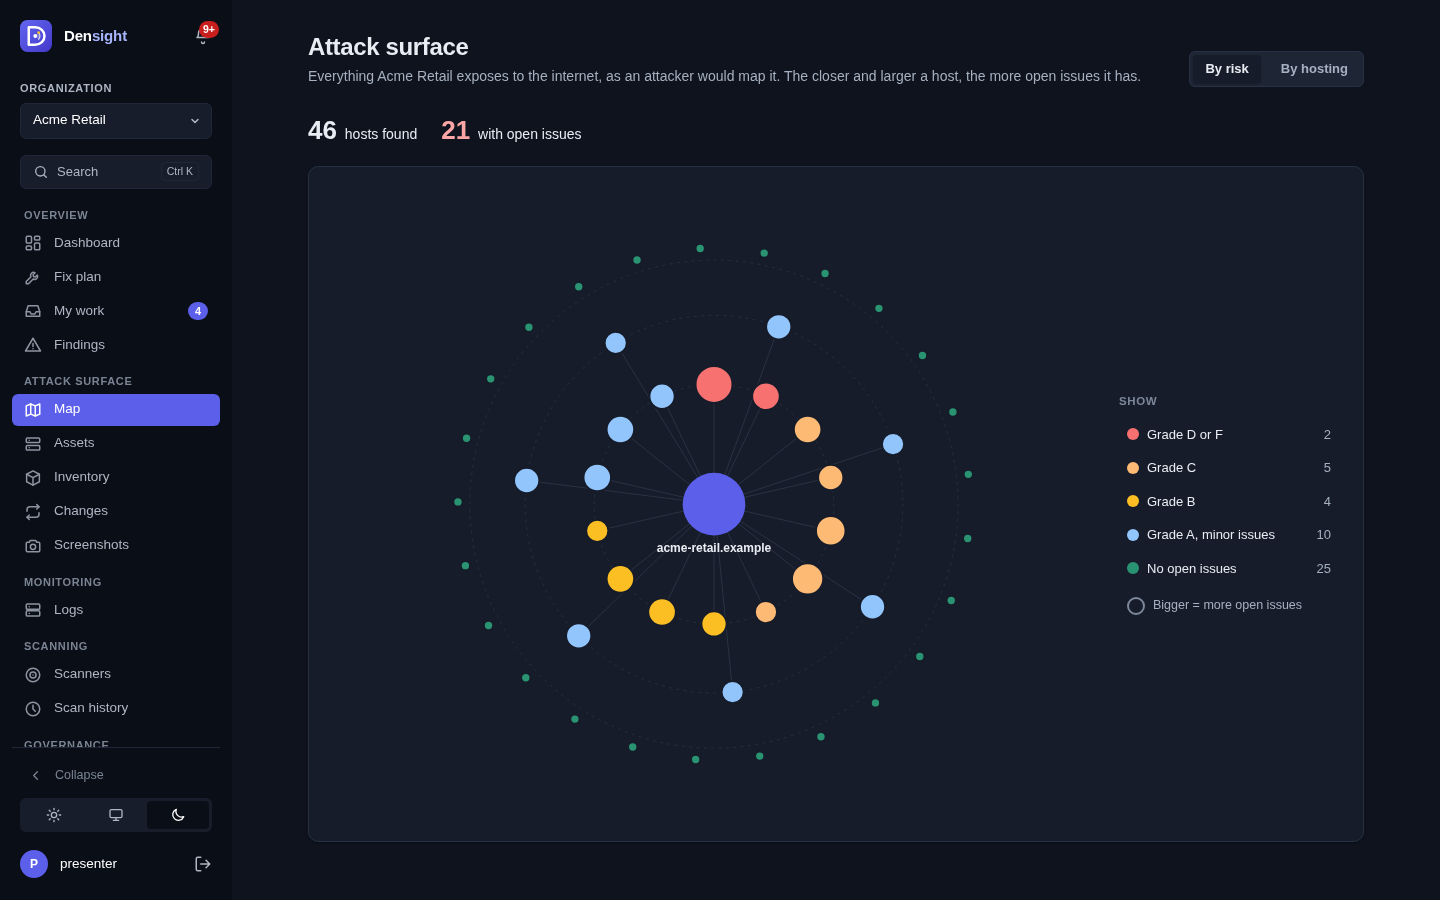 Densight
9+
ORGANIZATION
Acme Retail
Search
Ctrl K
OVERVIEW
Dashboard
Fix plan
My work
4
Findings
ATTACK SURFACE
Map
Assets
Inventory
Changes
Screenshots
MONITORING
Logs
SCANNING
Scanners
Scan history
GOVERNANCE
Collapse
P
presenter
Attack surface
Everything Acme Retail exposes to the internet, as an attacker would map it. The closer and larger a host, the more open issues it has.
By risk
By hosting
46 hosts found
21 with open issues
acme-retail.example
SHOW
Grade D or F 2
Grade C 5
Grade B 4
Grade A, minor issues 10
No open issues 25
Bigger = more open issues